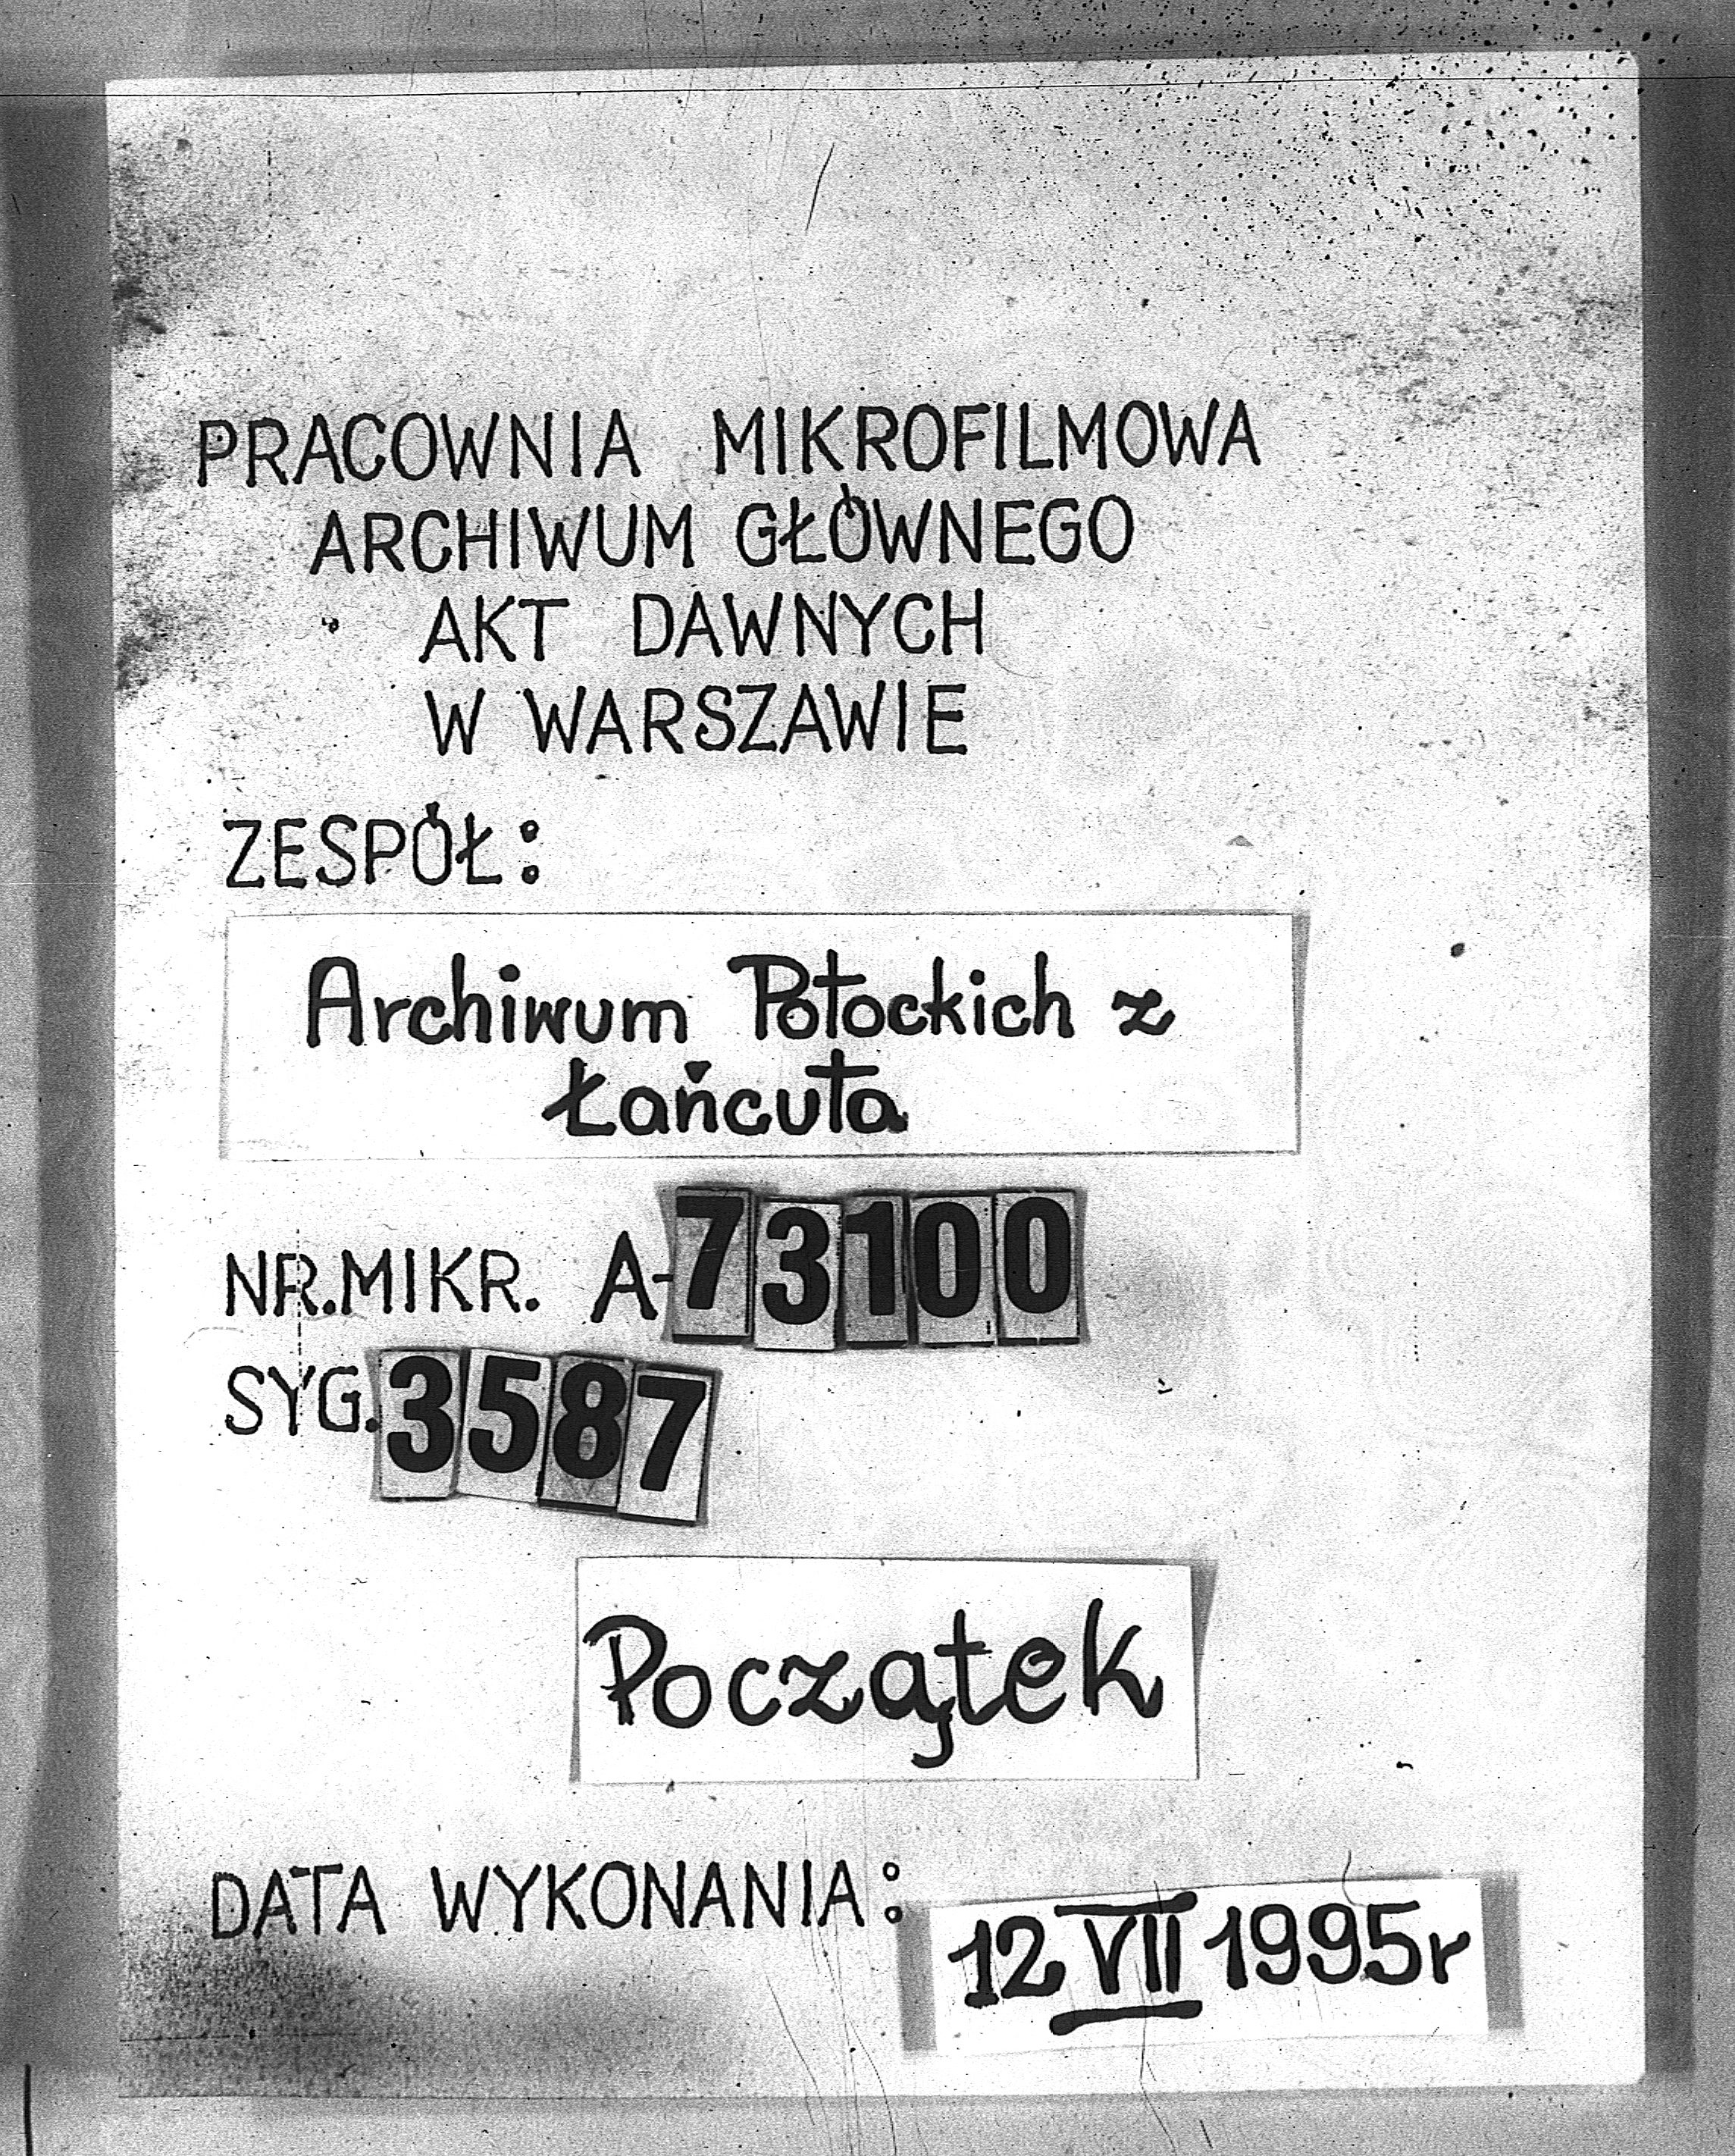 PRACOWNIA MIKROFILMOWA
ARCHIWUM GŁÓWNEGO
AKT DAWNYCH
W WARSZAWIE
ZESPÓŁ:
Archiwum Potockich z
Łańcuta
NR.MIKR. A-73100
SYG.3587
Początek
DATA WYKONANIA: 12 VII 1995r